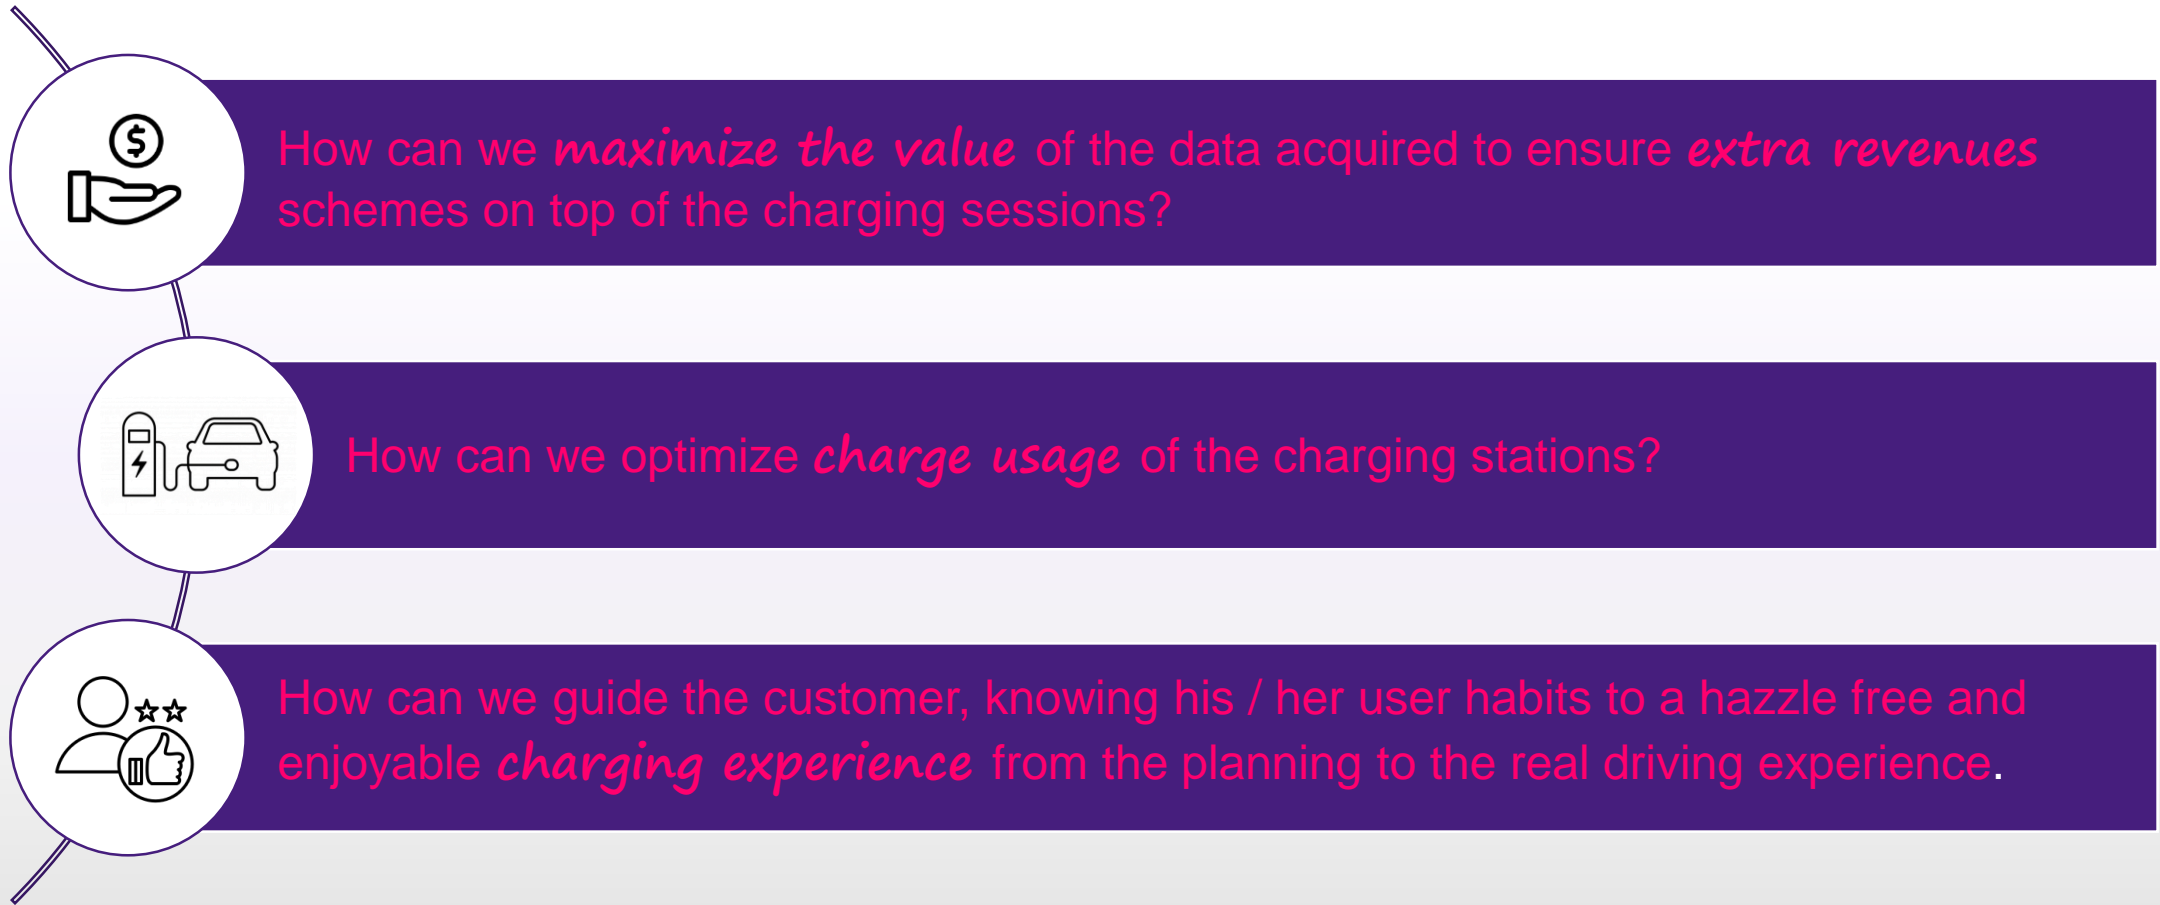 $
How can we maximize the value of the data acquired to ensure extra revenues
schemes on top of the charging sessions?
How can we optimize charge usage of the charging stations?
How can we guide the customer, knowing his / her user habits to a hazzle free and
enjoyable charging experience from the planning to the real driving experience.